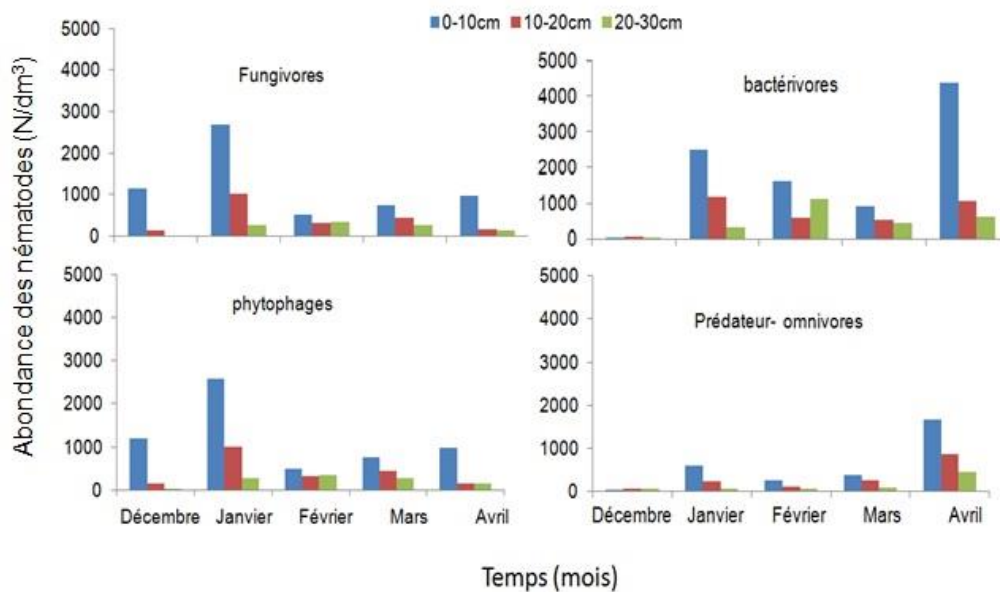 0-10cm 10-20cm 20-30cm
Abondance des nématodes (N/dm³)
5000
4000
3000
2000
1000
0
Fungivores
5000
4000
3000
2000
1000
0
bactérivores
5000
4000
3000
2000
1000
0
phytophages
Décembre Janvier Février Mars Avril
5000
4000
3000
2000
1000
0
Prédateur- omnivores
Décembre Janvier Février Mars Avril
Temps (mois)